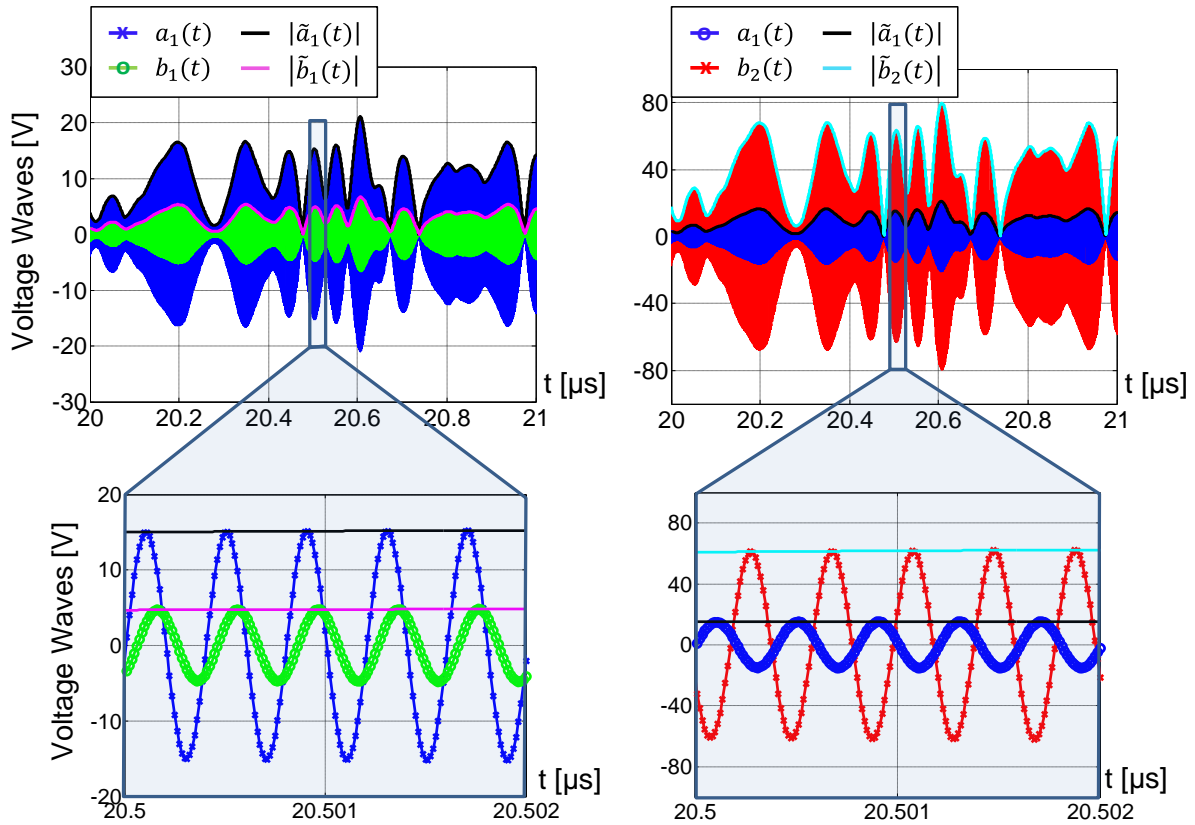 a₁(t) |ã₁(t)|
b₁(t) |b̃₁(t)|
Voltage Waves [V]
30
20
10
0
-10
-20
-30
20 20.2 20.4 20.6 20.8 21
t [µs]
a₁(t) |ã₁(t)|
b₂(t) |b̃₂(t)|
80
40
0
-40
-80
20 20.2 20.4 20.6 20.8 21
t [µs]
Voltage Waves [V]
20
10
0
-10
-20
20.5 20.501 20.502
t [µs]
80
40
0
-40
-80
20.5 20.501 20.502
t [µs]